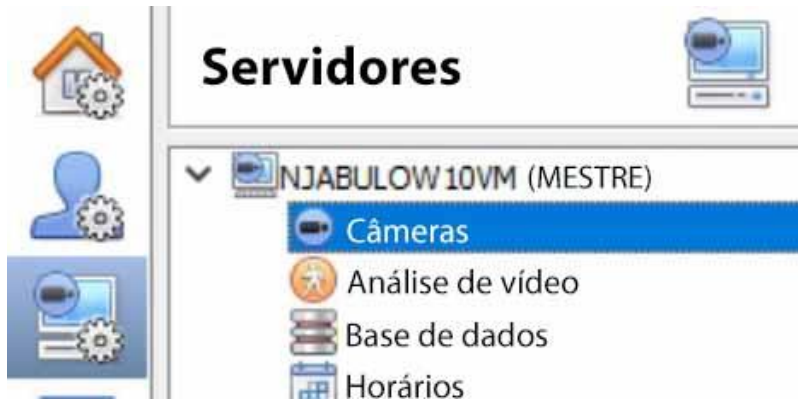 Servidores
NJABULOW10VM (MESTRE)
Câmeras
Análise de vídeo
Base de dados
Horários